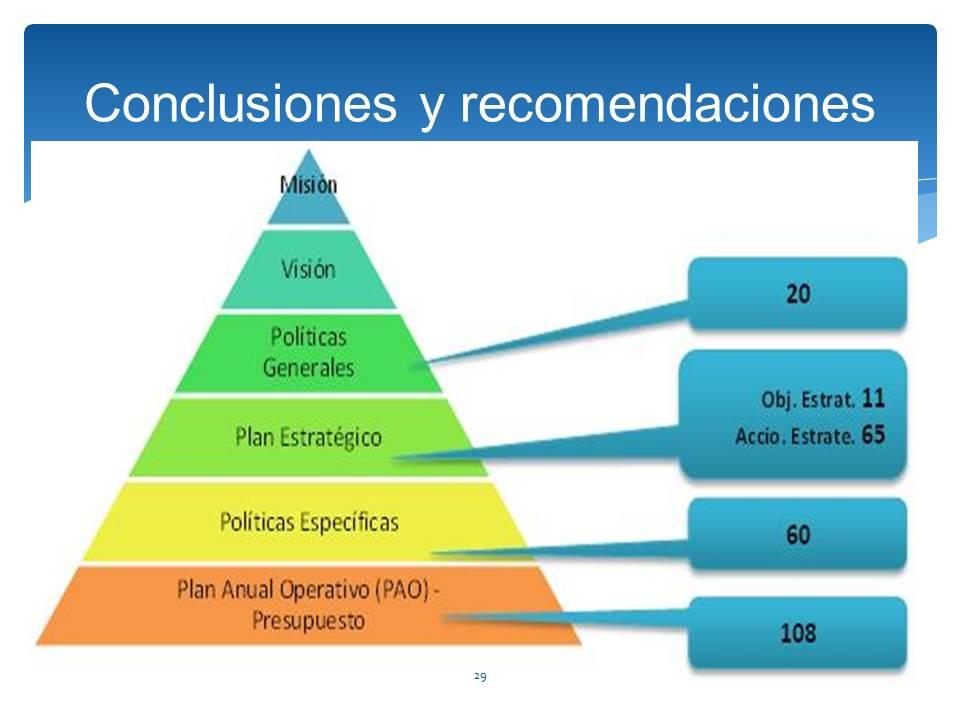 Conclusiones y recomendaciones
Misión
Visión
Políticas
Generales
20
Plan Estratégico
Obj. Estrat. 11
Accio. Estrate. 65
Políticas Específicas
60
Plan Anual Operativo (PAO) -
Presupuesto
108
29